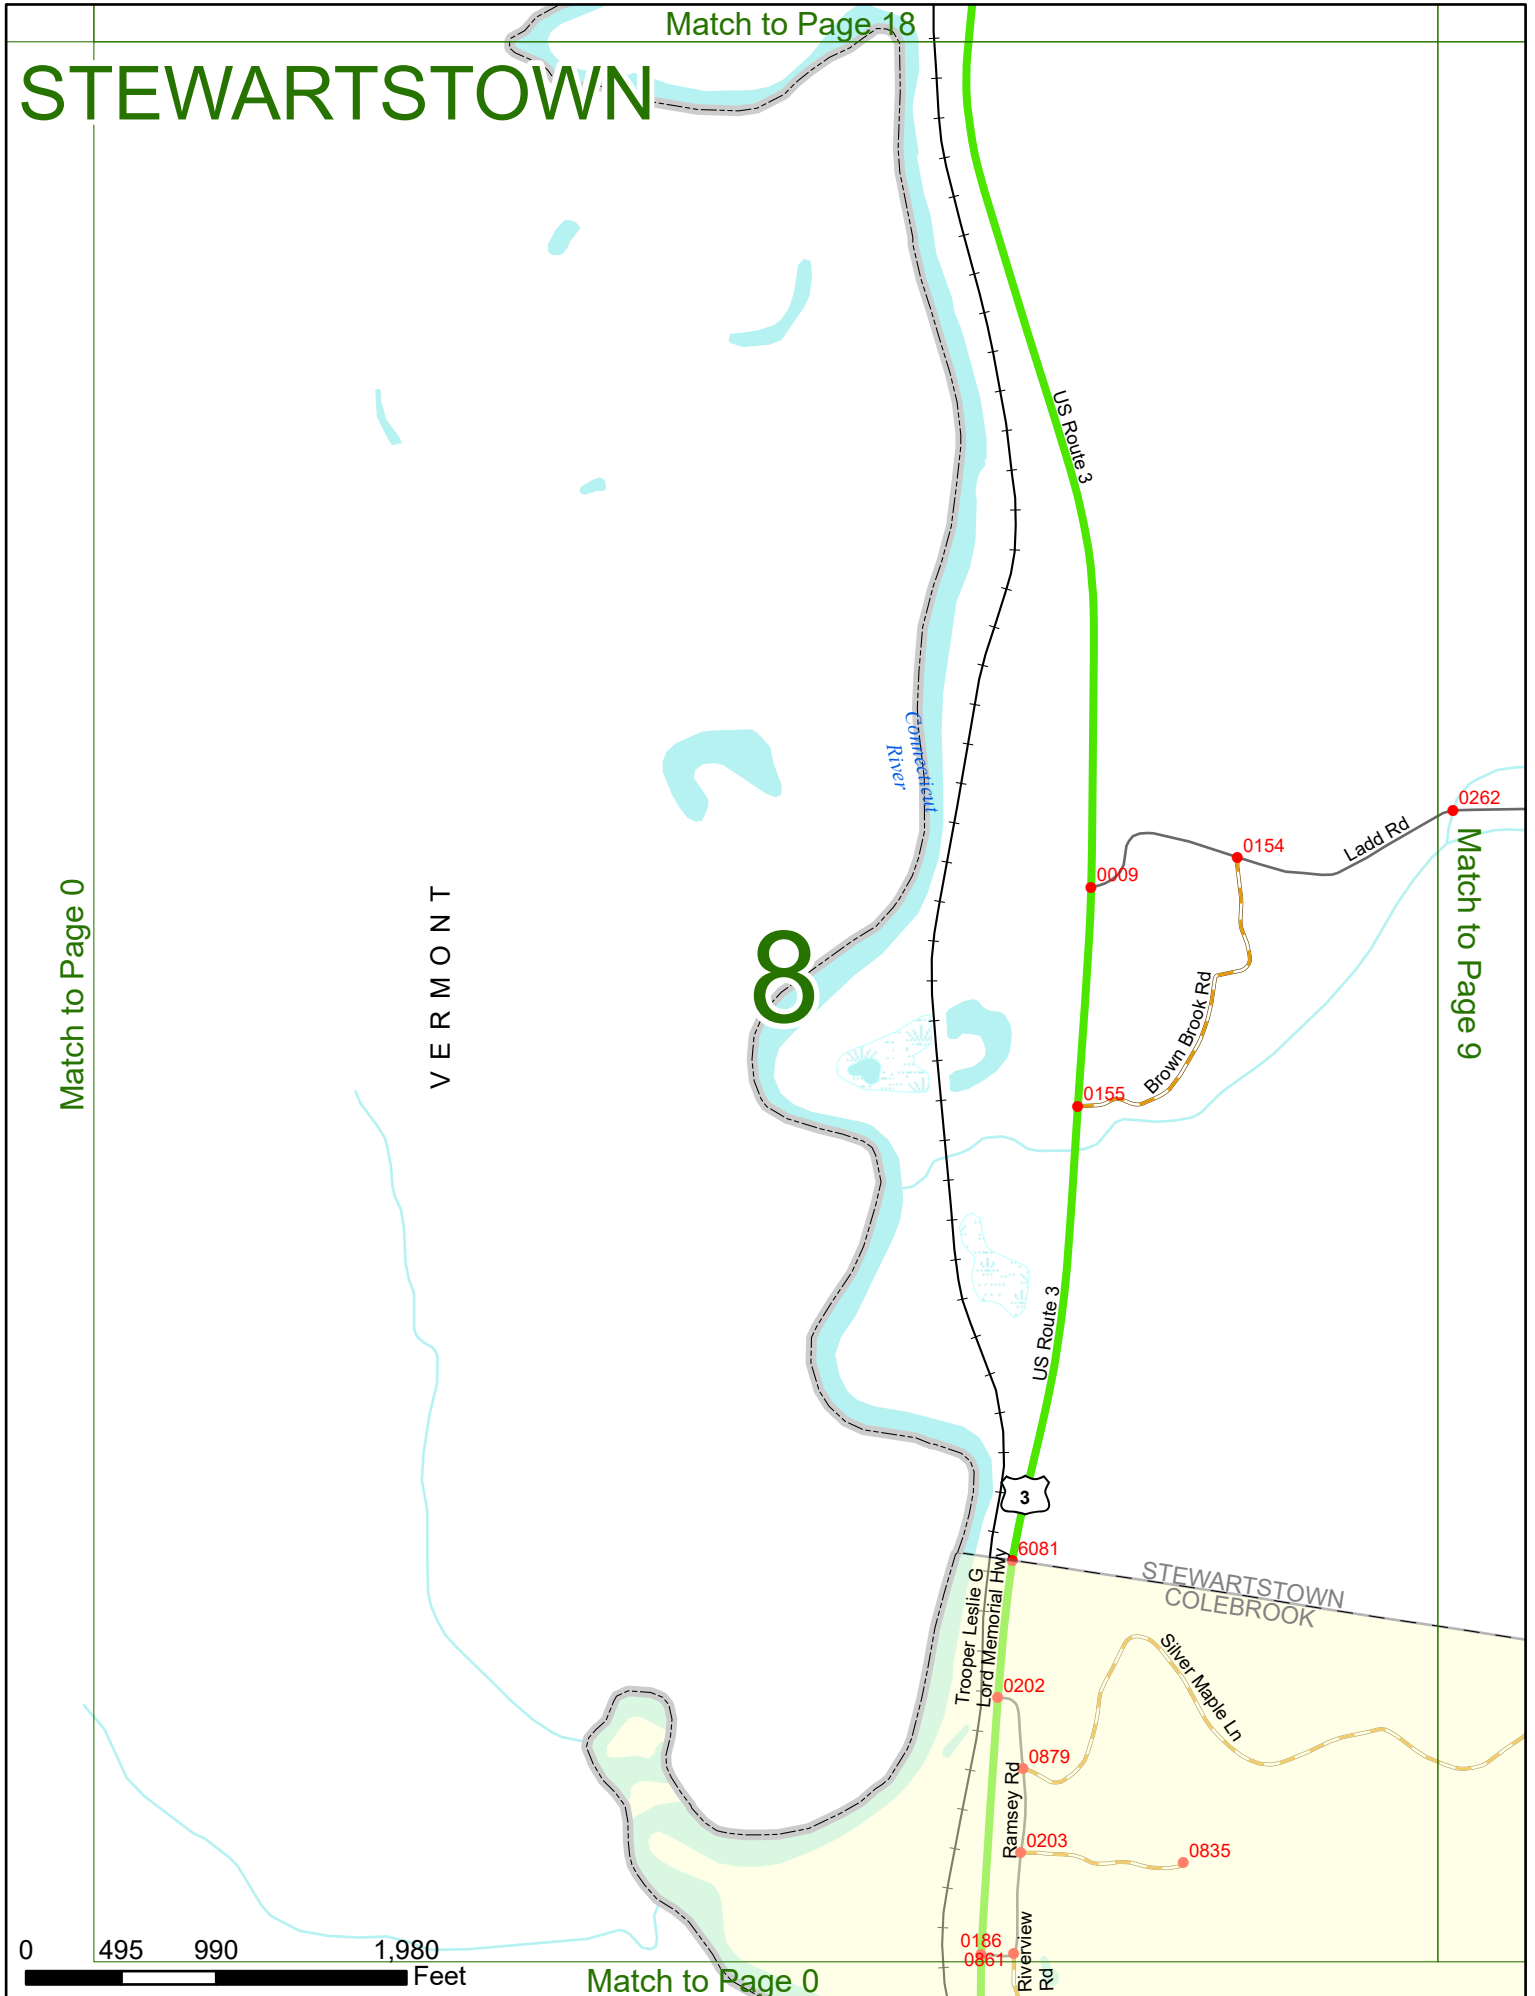 Match to Page 18
STEWARTSTOWN
US Route 3
Connecticut
River
0262
Ladd Rd
0154
0009
Match to Page 9
Match to Page 0
VERMONT
8
Brown Brook Rd
0155
US Route 3
3
6081
STEWARTSTOWN
COLEBROOK
Trooper Leslie G
Lord Memorial Hwy
Silver Maple Ln
0202
0879
Ramsey Rd
0203
0835
0186
0861
Riverview
Rd
0 495 990 1,980
Feet
Match to Page 0